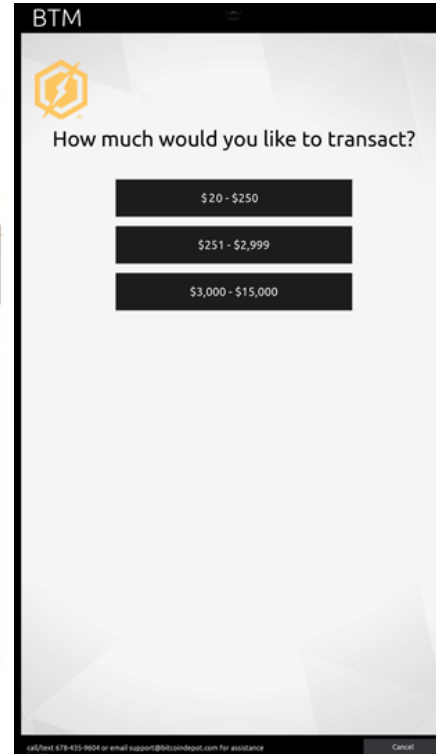 BTM
How much would you like to transact?
$20 - $250
$251 - $2,999
$3,000 - $15,000
call/text 678-435-9604 or email support@bitcoindepot.com for assistance
Cancel